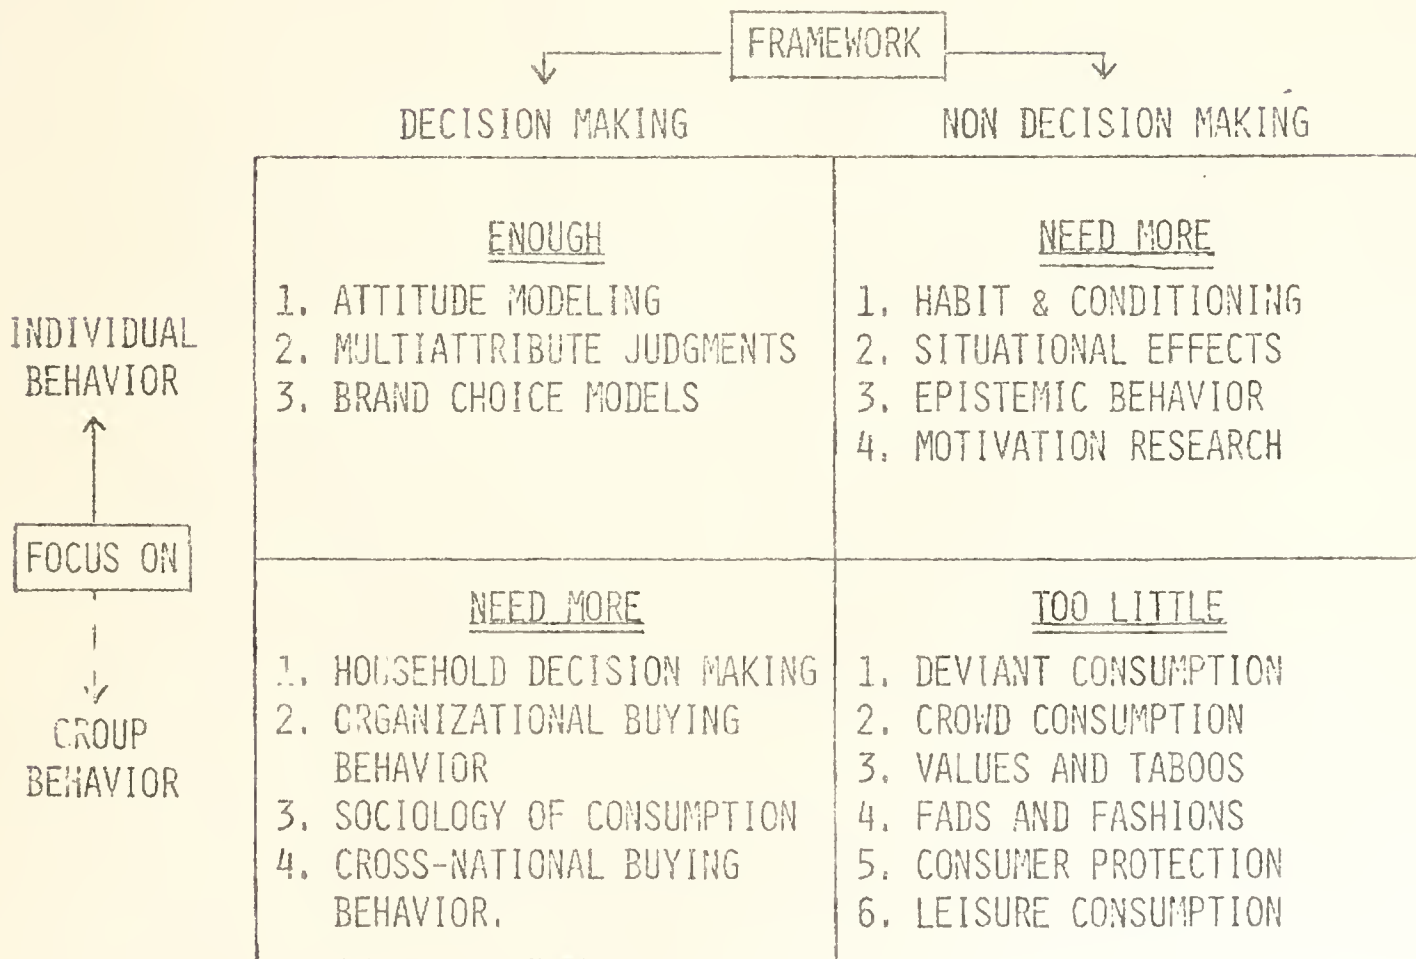 FRAMEWORK
DECISION MAKING
NON DECISION MAKING
ENOUGH
1. ATTITUDE MODELING
2. MULTIATTRIBUTE JUDGMENTS
3. BRAND CHOICE MODELS
NEED MORE
1. HABIT & CONDITIONING
2. SITUATIONAL EFFECTS
3. EPISTEMIC BEHAVIOR
4. MOTIVATION RESEARCH
INDIVIDUAL
BEHAVIOR
FOCUS ON
GROUP
BEHAVIOR
NEED MORE
1. HOUSEHOLD DECISION MAKING
2. ORGANIZATIONAL BUYING
BEHAVIOR
3. SOCIOLOGY OF CONSUMPTION
4. CROSS-NATIONAL BUYING
BEHAVIOR.
TOO LITTLE
1. DEVIANT CONSUMPTION
2. CROWD CONSUMPTION
3. VALUES AND TABOOS
4. FADS AND FASHIONS
5. CONSUMER PROTECTION
6. LEISURE CONSUMPTION